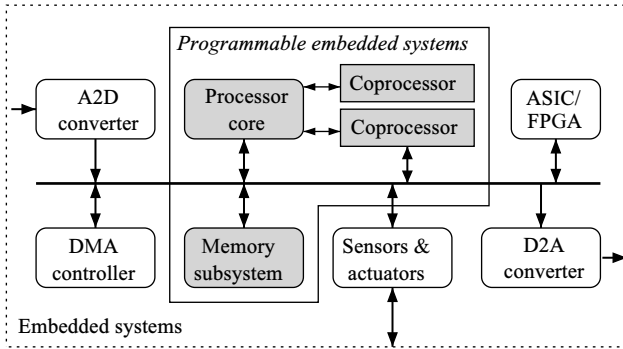 Programmable embedded systems
A2D
converter
Processor
core
Coprocessor
Coprocessor
ASIC/
FPGA
DMA
controller
Memory
subsystem
Sensors &
actuators
D2A
converter
Embedded systems